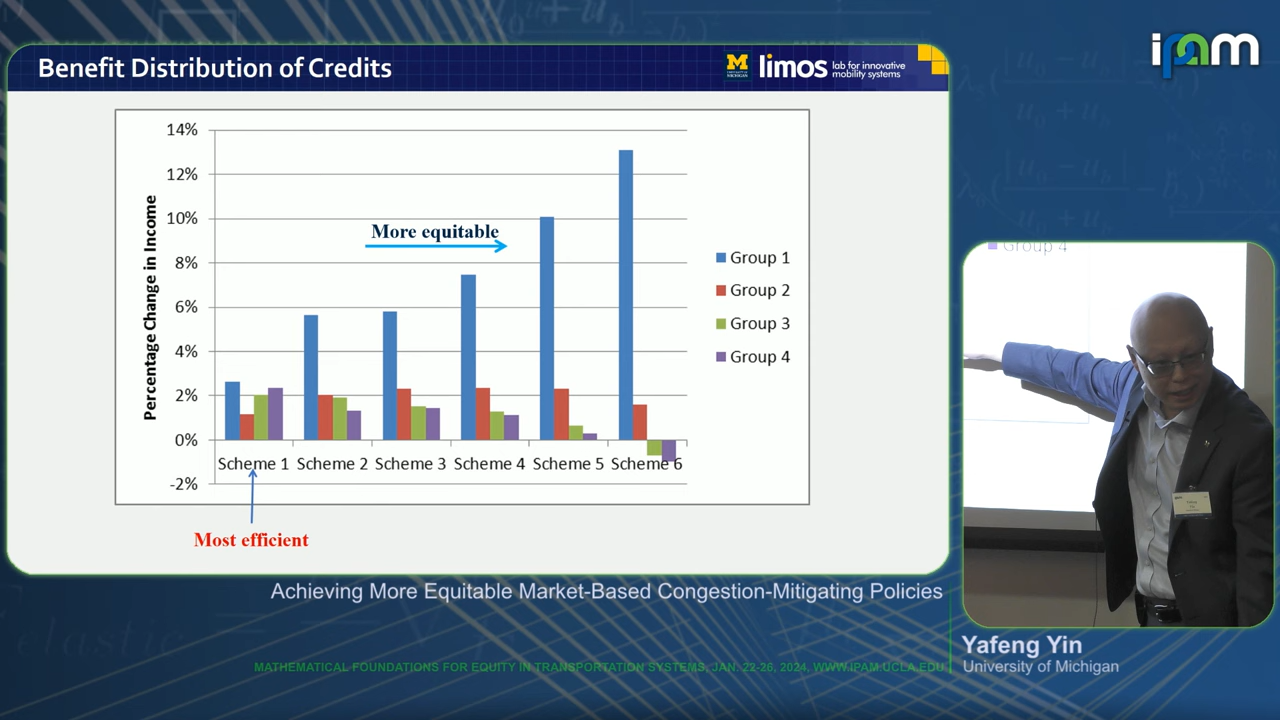 ipam
Benefit Distribution of Credits
M
limos lab for innovative
mobility systems
14%
12%
10%
8%
6%
4%
2%
0%
-2%
Percentage Change in Income
More equitable
Group 1
Group 2
Group 3
Group 4
Scheme 1 Scheme 2 Scheme 3 Scheme 4 Scheme 5 Scheme 6
Most efficient
Group 4
Achieving More Equitable Market-Based Congestion-Mitigating Policies
Yafeng Yin
University of Michigan
MATHEMATICAL FOUNDATIONS FOR EQUITY IN TRANSPORTATION SYSTEMS, JAN. 22-26, 2024, WWW.IPAM.UCLA.EDU
elastic